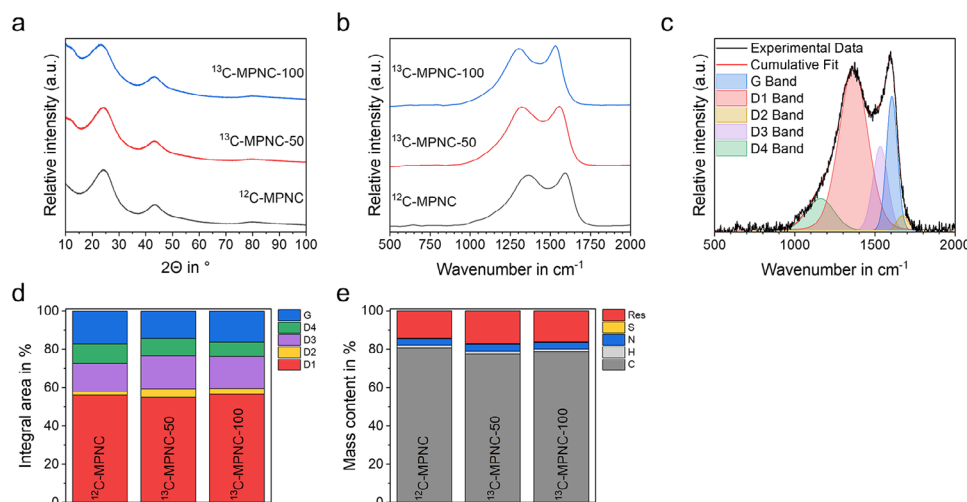 a
Relative intensity (a.u.)
¹³C-MPNC-100
¹³C-MPNC-50
¹²C-MPNC
10 20 30 40 50 60 70 80 90 100
2Θ in °
b
Relative intensity (a.u.)
¹³C-MPNC-100
¹³C-MPNC-50
¹²C-MPNC
500 750 1000 1250 1500 1750 2000
Wavenumber in cm⁻¹
c
Relative intensity (a.u.)
Experimental Data
Cumulative Fit
G Band
D1 Band
D2 Band
D3 Band
D4 Band
500 1000 1500 2000
Wavenumber in cm⁻¹
d
Integral area in %
100
80
60
40
20
0
¹²C-MPNC
¹³C-MPNC-50
¹³C-MPNC-100
G
D4
D3
D2
D1
e
Mass content in %
100
80
60
40
20
0
¹²C-MPNC
¹³C-MPNC-50
¹³C-MPNC-100
Res
S
N
H
C